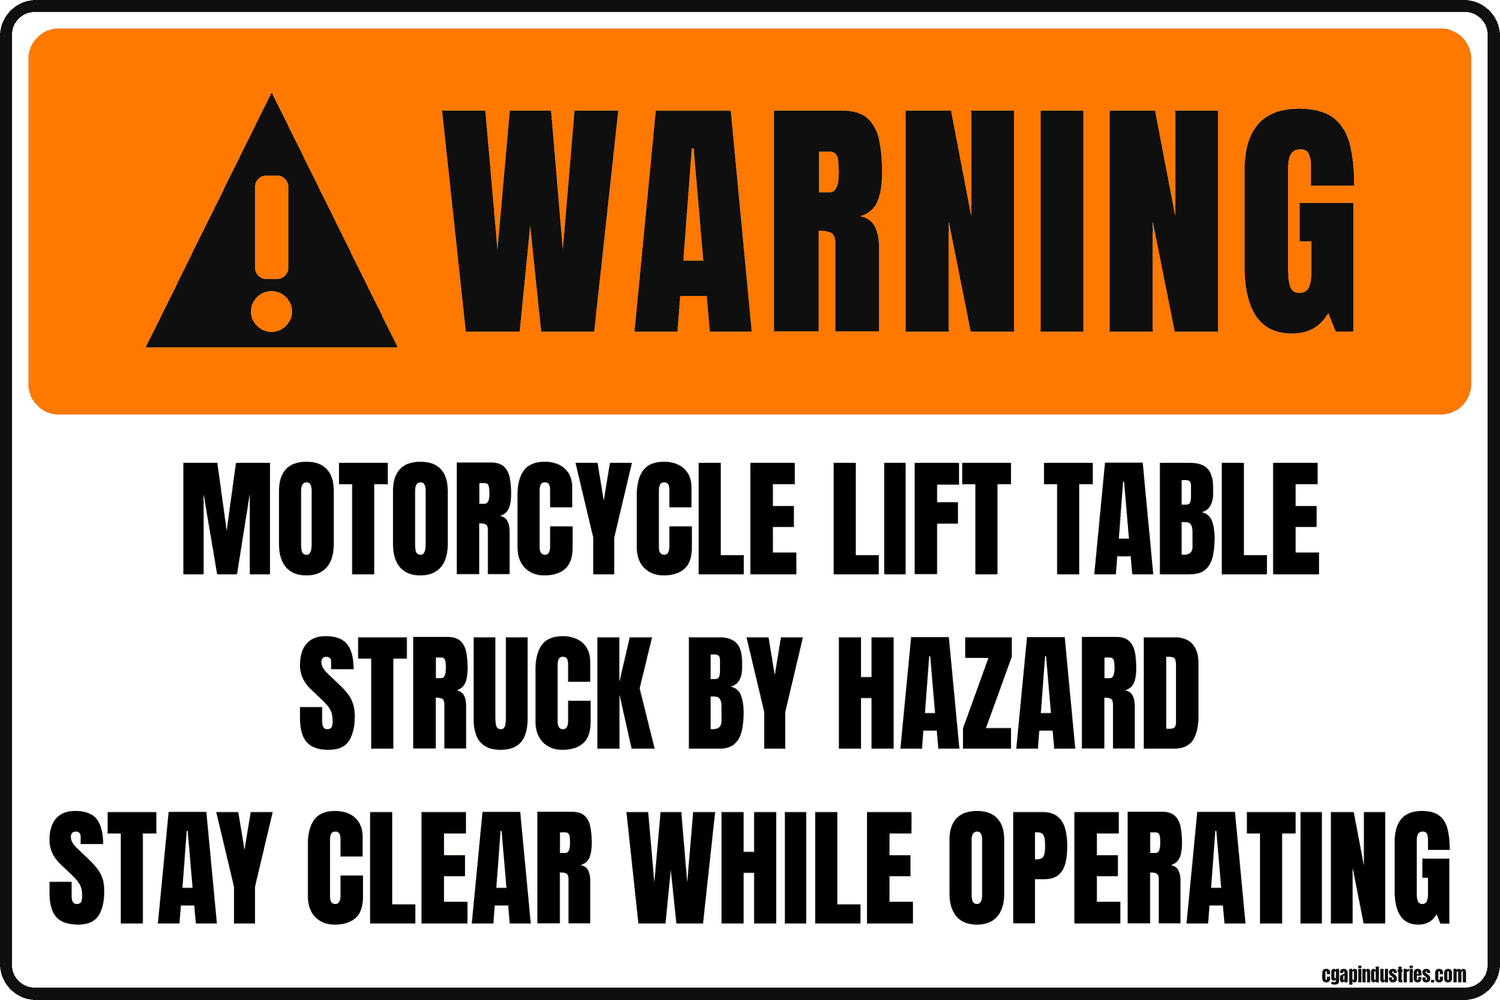 WARNING
MOTORCYCLE LIFT TABLE
STRUCK BY HAZARD
STAY CLEAR WHILE OPERATING
cgapindustries.com